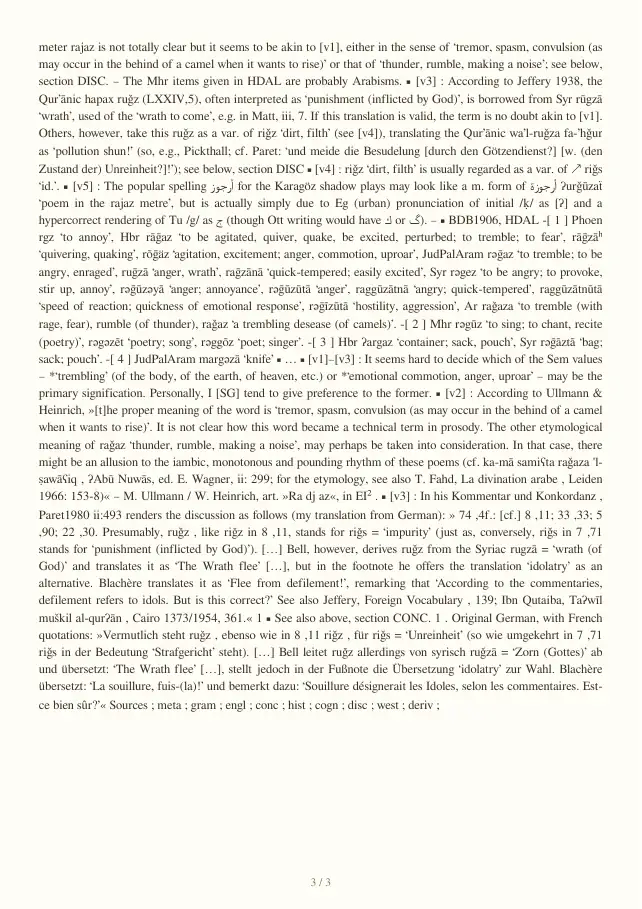 meter rajaz is not totally clear but it seems to be akin to [v1], either in the sense of ‘tremor, spasm, convulsion (as
may occur in the behind of a camel when it wants to rise)’ or that of ‘thunder, rumble, making a noise’; see below,
section DISC. – The Mhr items given in HDAL are probably Arabisms. ▪ [v3] : According to Jeffery 1938, the
Qurʾānic hapax ruǧz (LXXIV,5), often interpreted as ‘punishment (inflicted by God)’, is borrowed from Syr rūgzā
‘wrath’, used of the ‘wrath to come’, e.g. in Matt, iii, 7. If this translation is valid, the term is no doubt akin to [v1].
Others, however, take this ruǧz as a var. of riǧz ‘dirt, filth’ (see [v4]), translating the Qurʾānic wa’l-ruǧza fa-’hǧur
as ‘pollution shun!’ (so, e.g., Pickthall; cf. Paret: ‘und meide die Besudelung [durch den Götzendienst?] [w. (den
Zustand der) Unreinheit?]!’); see below, section DISC ▪ [v4] : riǧz ‘dirt, filth’ is usually regarded as a var. of ↗ riǧs
‘id.’. ▪ [v5] : The popular spelling أرجوز for the Karagöz shadow plays may look like a m. form of أرجوزة ʔurǧūzaẗ
‘poem in the rajaz metre’, but is actually simply due to Eg (urban) pronunciation of initial /ḳ/ as [ʔ] and a
hypercorrect rendering of Tu /g/ as ج (though Ott writing would have ك or گ). – ▪ BDB1906, HDAL -[ 1 ] Phoen
rgz ‘to annoy’, Hbr rāḡaz ‘to be agitated, quiver, quake, be excited, perturbed; to tremble; to fear’, rāḡzāʰ
‘quivering, quaking’, rōḡäz ‘agitation, excitement; anger, commotion, uproar’, JudPalAram rəḡaz ‘to tremble; to be
angry, enraged’, ruḡzā ‘anger, wrath’, raḡzānā ‘quick-tempered; easily excited’, Syr rəgez ‘to be angry; to provoke,
stir up, annoy’, rəḡūzəyā ‘anger; annoyance’, rəḡūzūtā ‘anger’, raggūzātnā ‘angry; quick-tempered’, raggūzātnūtā
‘speed of reaction; quickness of emotional response’, rəḡīzūtā ‘hostility, aggression’, Ar raǧaza ‘to tremble (with
rage, fear), rumble (of thunder), raǧaz ‘a trembling desease (of camels)’. -[ 2 ] Mhr rəgūz ‘to sing; to chant, recite
(poetry)’, rəgəzēt ‘poetry; song’, rəggōz ‘poet; singer’. -[ 3 ] Hbr ʔargaz ‘container; sack, pouch’, Syr rəḡāztā ‘bag;
sack; pouch’. -[ 4 ] JudPalAram margəzā ‘knife’ ▪ … ▪ [v1]–[v3] : It seems hard to decide which of the Sem values
– *‘trembling’ (of the body, of the earth, of heaven, etc.) or *‘emotional commotion, anger, uproar’ – may be the
primary signification. Personally, I [SG] tend to give preference to the former. ▪ [v2] : According to Ullmann &
Heinrich, »[t]he proper meaning of the word is ‘tremor, spasm, convulsion (as may occur in the behind of a camel
when it wants to rise)’. It is not clear how this word became a technical term in prosody. The other etymological
meaning of raǧaz ‘thunder, rumble, making a noise’, may perhaps be taken into consideration. In that case, there
might be an allusion to the iambic, monotonous and pounding rhythm of these poems (cf. ka-mā samiʕta raǧaza ’l-
ṣawāʕiq , ʔAbū Nuwās, ed. E. Wagner, ii: 299; for the etymology, see also T. Fahd, La divination arabe , Leiden
1966: 153-8)« – M. Ullmann / W. Heinrich, art. »Ra dj az«, in EI² . ▪ [v3] : In his Kommentar und Konkordanz ,
Paret1980 ii:493 renders the discussion as follows (my translation from German): » 74 ,4f.: [cf.] 8 ,11; 33 ,33; 5
,90; 22 ,30. Presumably, ruǧz , like riǧz in 8 ,11, stands for riǧs = ‘impurity’ (just as, conversely, riǧs in 7 ,71
stands for ‘punishment (inflicted by God)’). […] Bell, however, derives ruǧz from the Syriac rugzā = ‘wrath (of
God)’ and translates it as ‘The Wrath flee’ […], but in the footnote he offers the translation ‘idolatry’ as an
alternative. Blachère translates it as ‘Flee from defilement!’, remarking that ‘According to the commentaries,
defilement refers to idols. But is this correct?’ See also Jeffery, Foreign Vocabulary , 139; Ibn Qutaiba, Taʔwīl
muškil al-qurʔān , Cairo 1373/1954, 361.« 1 ▪ See also above, section CONC. 1 . Original German, with French
quotations: »Vermutlich steht ruǧz , ebenso wie in 8 ,11 riǧz , für riǧs = ‘Unreinheit’ (so wie umgekehrt in 7 ,71
riǧs in der Bedeutung ‘Strafgericht’ steht). […] Bell leitet ruǧz allerdings von syrisch ruǧzā = ‘Zorn (Gottes)’ ab
und übersetzt: ‘The Wrath flee’ […], stellt jedoch in der Fußnote die Übersetzung ‘idolatry’ zur Wahl. Blachère
übersetzt: ‘La souillure, fuis-(la)!’ und bemerkt dazu: ‘Souillure désignerait les Idoles, selon les commentaires. Est-
ce bien sûr?’« Sources ; meta ; gram ; engl ; conc ; hist ; cogn ; disc ; west ; deriv ;
3 / 3